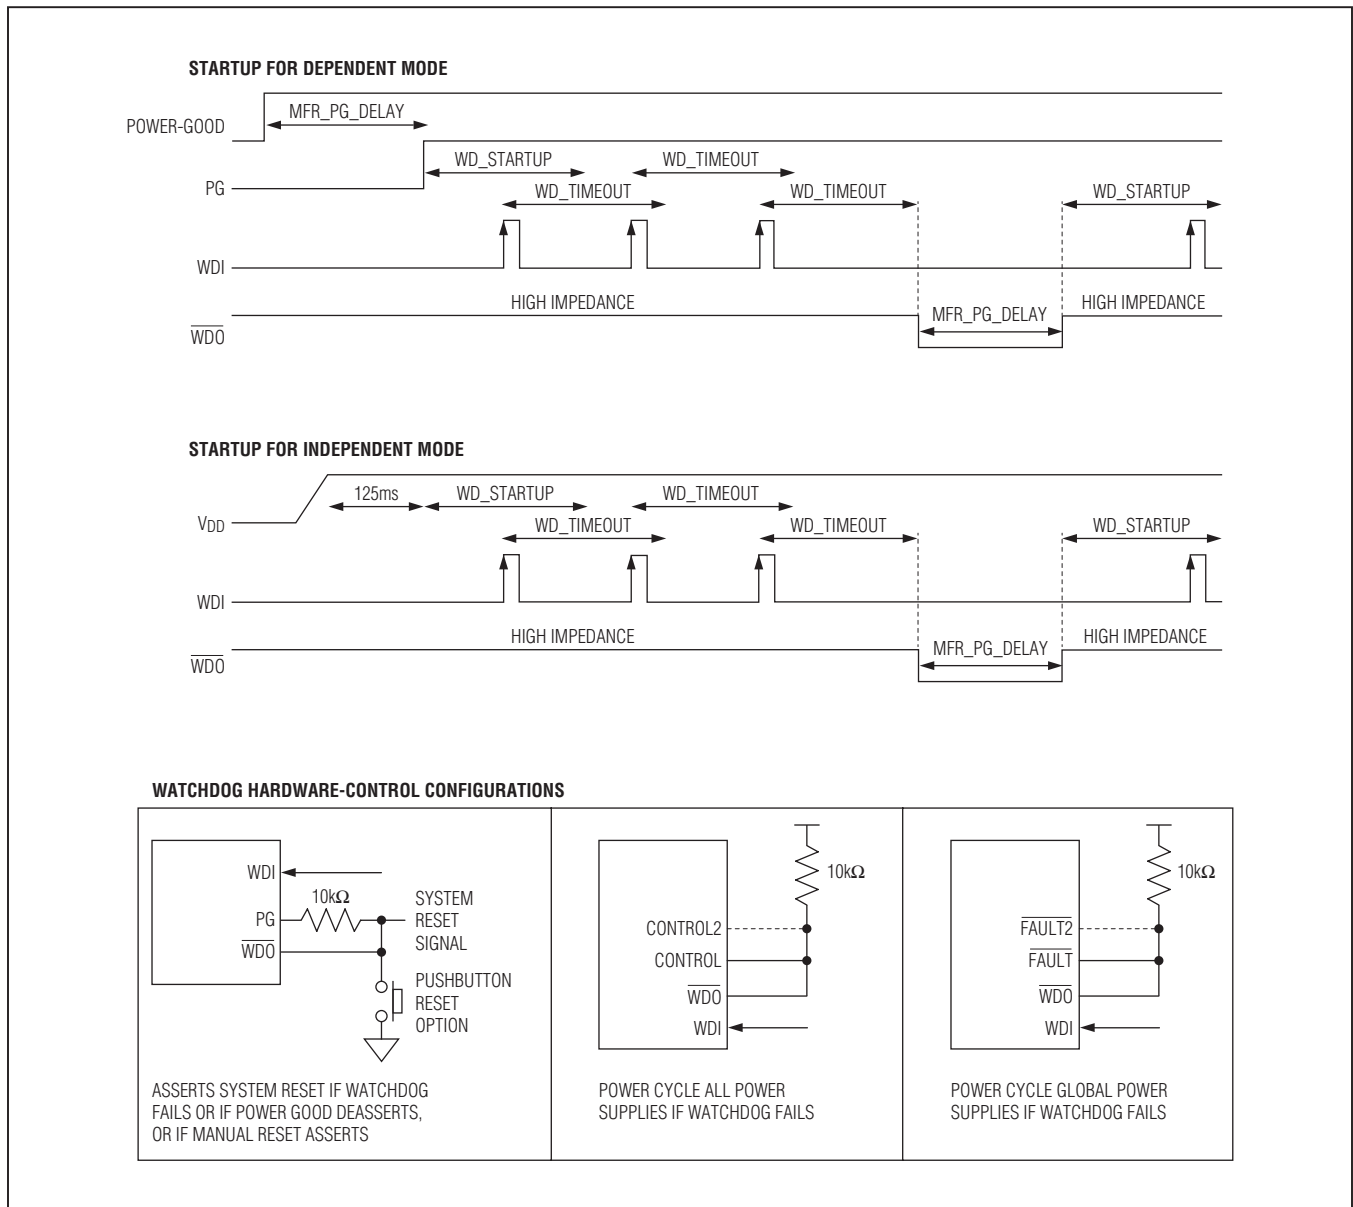 STARTUP FOR DEPENDENT MODE
POWER-GOOD
MFR_PG_DELAY
PG
WD_STARTUP
WD_TIMEOUT
WD_TIMEOUT
WD_TIMEOUT
WD_STARTUP
WDI
HIGH IMPEDANCE
MFR_PG_DELAY
HIGH IMPEDANCE
WDO
STARTUP FOR INDEPENDENT MODE
VDD
125ms
WD_STARTUP
WD_TIMEOUT
WD_TIMEOUT
WD_TIMEOUT
WD_STARTUP
WDI
HIGH IMPEDANCE
MFR_PG_DELAY
HIGH IMPEDANCE
WDO
WATCHDOG HARDWARE-CONTROL CONFIGURATIONS
WDI
10kΩ
PG
WDO
SYSTEM
RESET
SIGNAL
PUSHBUTTON
RESET
OPTION
ASSERTS SYSTEM RESET IF WATCHDOG
FAILS OR IF POWER GOOD DEASSERTS,
OR IF MANUAL RESET ASSERTS
10kΩ
CONTROL2
CONTROL
WDO
WDI
POWER CYCLE ALL POWER
SUPPLIES IF WATCHDOG FAILS
10kΩ
FAULT2
FAULT
WDO
WDI
POWER CYCLE GLOBAL POWER
SUPPLIES IF WATCHDOG FAILS